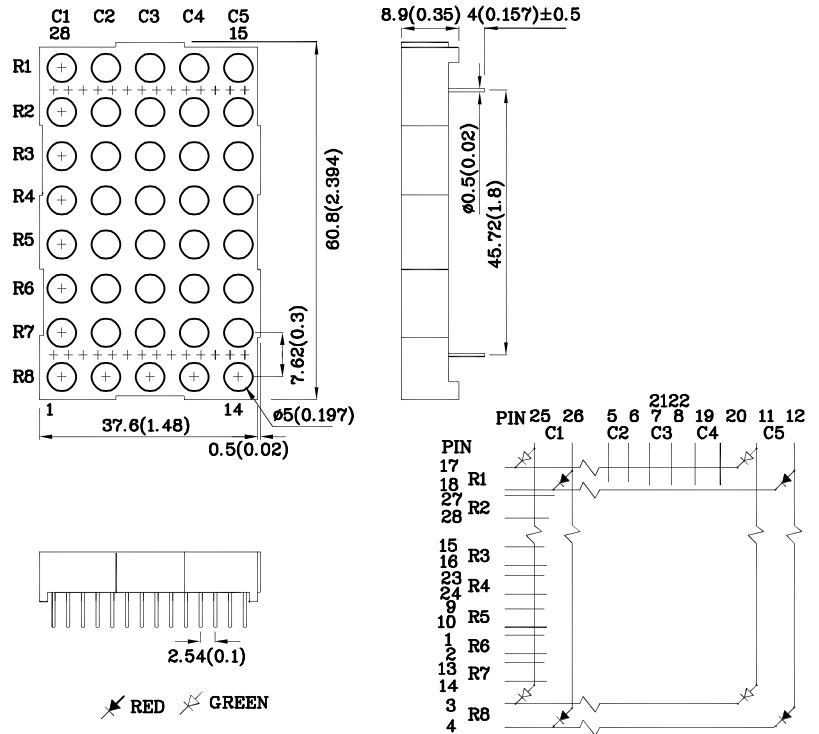 C1 C2 C3 C4 C5
28 15
R1
R2
R3
R4
R5
R6
R7
R8
1 14
37.6(1.48)
0.5(0.02)
ø5(0.197)
7.62(0.3)
60.8(2.394)
8.9(0.35) 4(0.157)±0.5
ø0.5(0.02)
45.72(1.8)
2.54(0.1)
RED GREEN
2122
PIN 25 26 5 6 7 8 19 20 11 12
C1 C2 C3 C4 C5
PIN
17
R1
18
27
R2
28
15
R3
16
23
R4
24
9
R5
10
1
R6
2
13
R7
14
3
R8
4